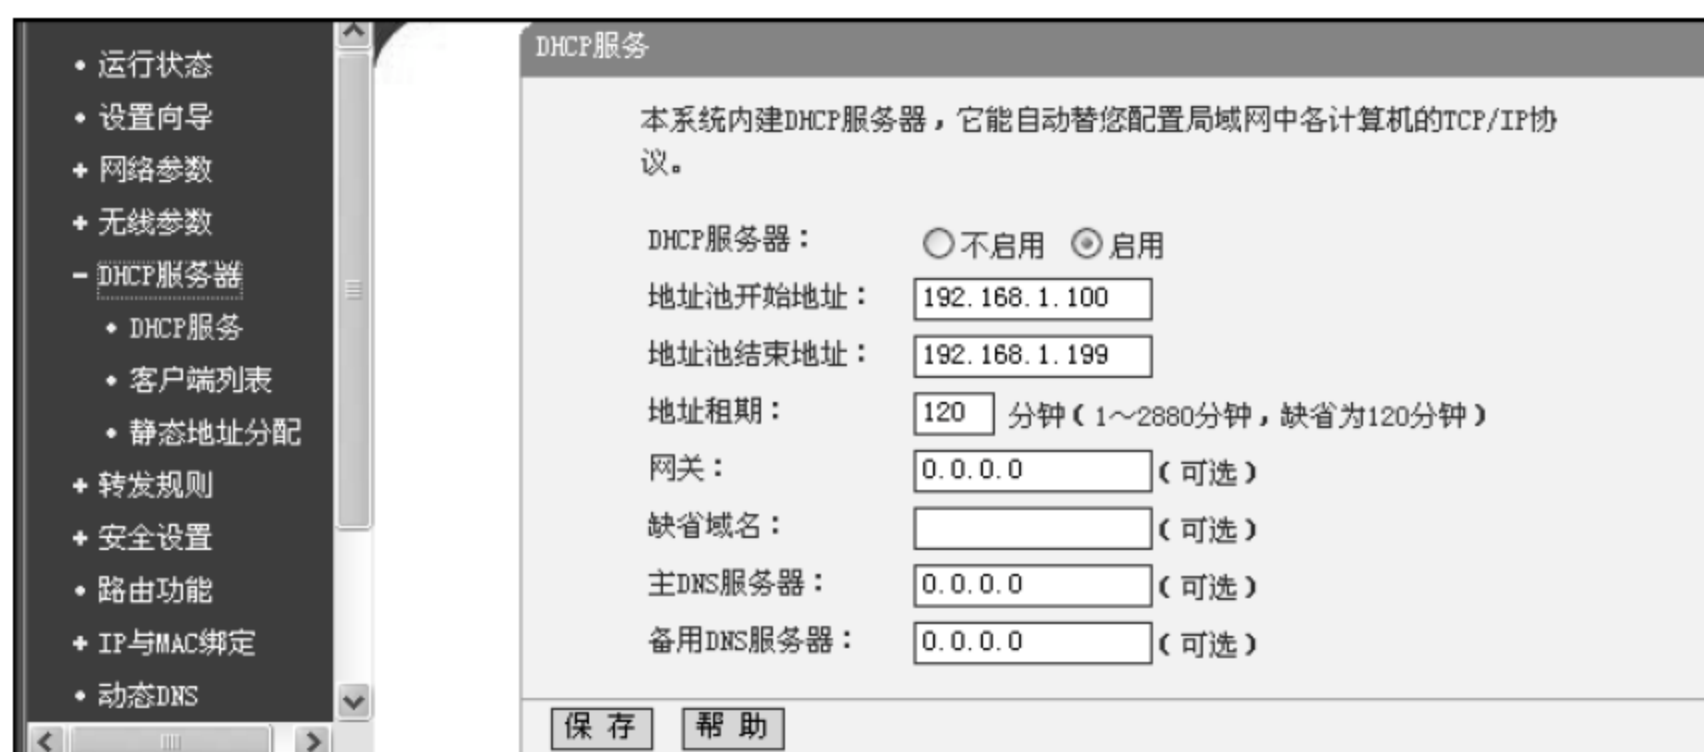 运行状态
设置向导
网络参数
无线参数
DHCP服务器
DHCP服务
客户端列表
静态地址分配
转发规则
安全设置
路由功能
IP与MAC绑定
动态DNS
DHCP服务
本系统内建DHCP服务器，它能自动替您配置局域网中各计算机的TCP/IP协
议。
DHCP服务器： 不启用 启用
地址池开始地址： 192.168.1.100
地址池结束地址： 192.168.1.199
地址租期： 120 分钟（1～2880分钟，缺省为120分钟）
网关： 0.0.0.0 （可选）
缺省域名： （可选）
主DNS服务器： 0.0.0.0 （可选）
备用DNS服务器： 0.0.0.0 （可选）
保 存 帮 助